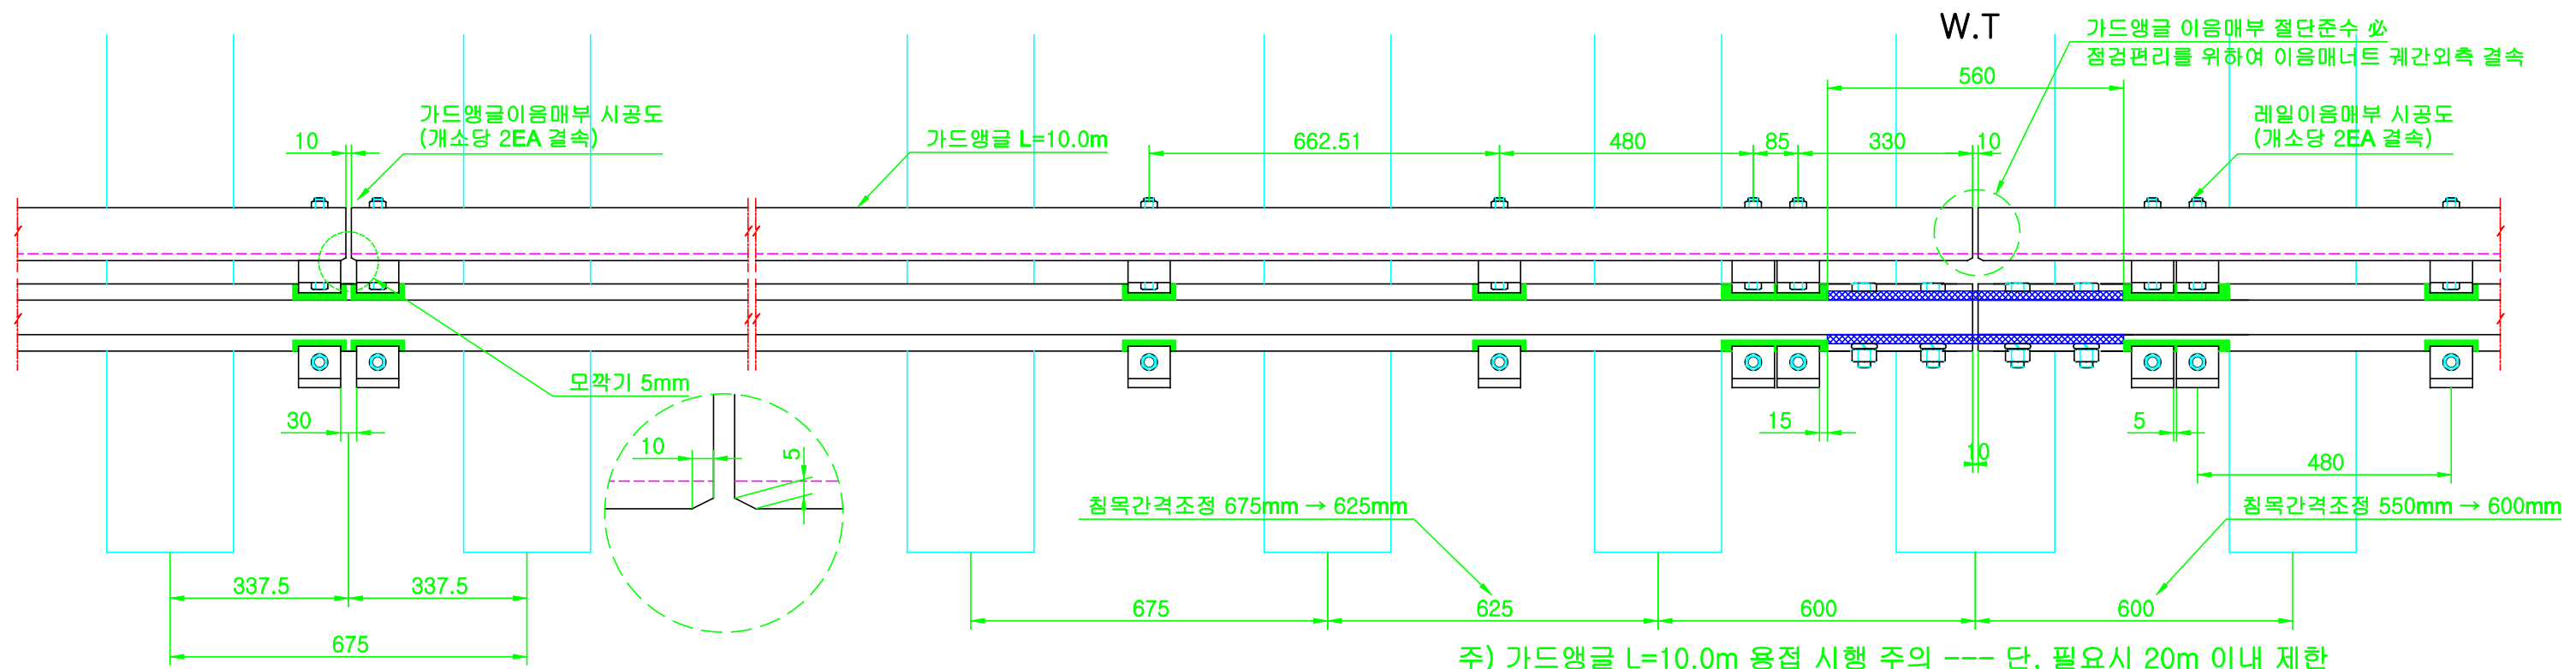 W.T
가드앵글 이음매부 절단준수 必
점검편리를 위하여 이음매너트 궤간외측 결속
560
가드앵글이음매부 시공도
(개소당 2EA 결속)
레일이음매부 시공도
(개소당 2EA 결속)
10
가드앵글 L=10.0m
662.51
480
85
330
10
모깍기 5mm
30
15
5
10
10
5
480
침목간격조정 675mm → 625mm
침목간격조정 550mm → 600mm
337.5
337.5
675
625
600
600
675
주) 가드앵글 L=10.0m 용접 시행 주의 --- 단. 필요시 20m 이내 제한